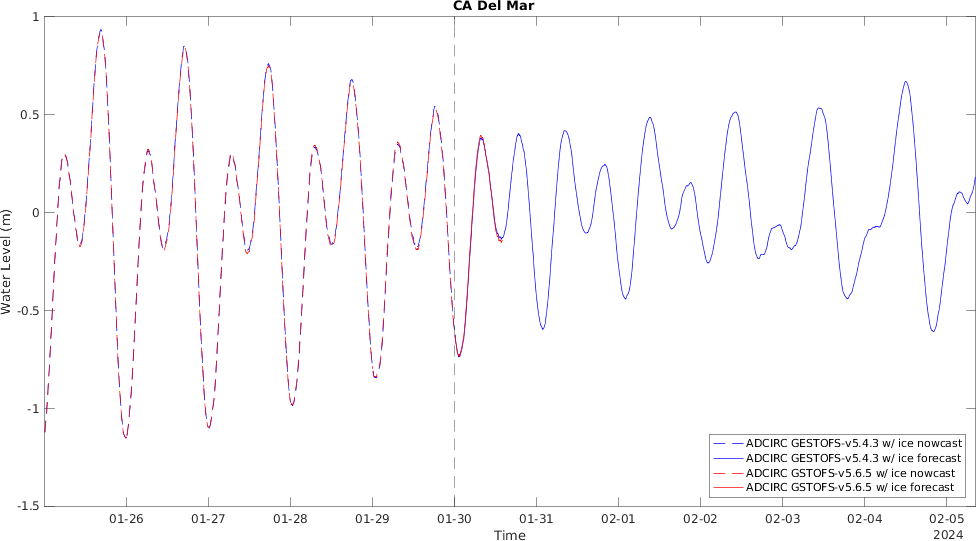 CA Del Mar
1
0.5
0
-0.5
-1
-1.5
Water Level (m)
01-26 01-27 01-28 01-29 01-30 01-31 02-01 02-02 02-03 02-04 02-05
Time
2024
ADCIRC GESTOFS-v5.4.3 w/ ice nowcast
ADCIRC GESTOFS-v5.4.3 w/ ice forecast
ADCIRC GSTOFS-v5.6.5 w/ ice nowcast
ADCIRC GSTOFS-v5.6.5 w/ ice forecast